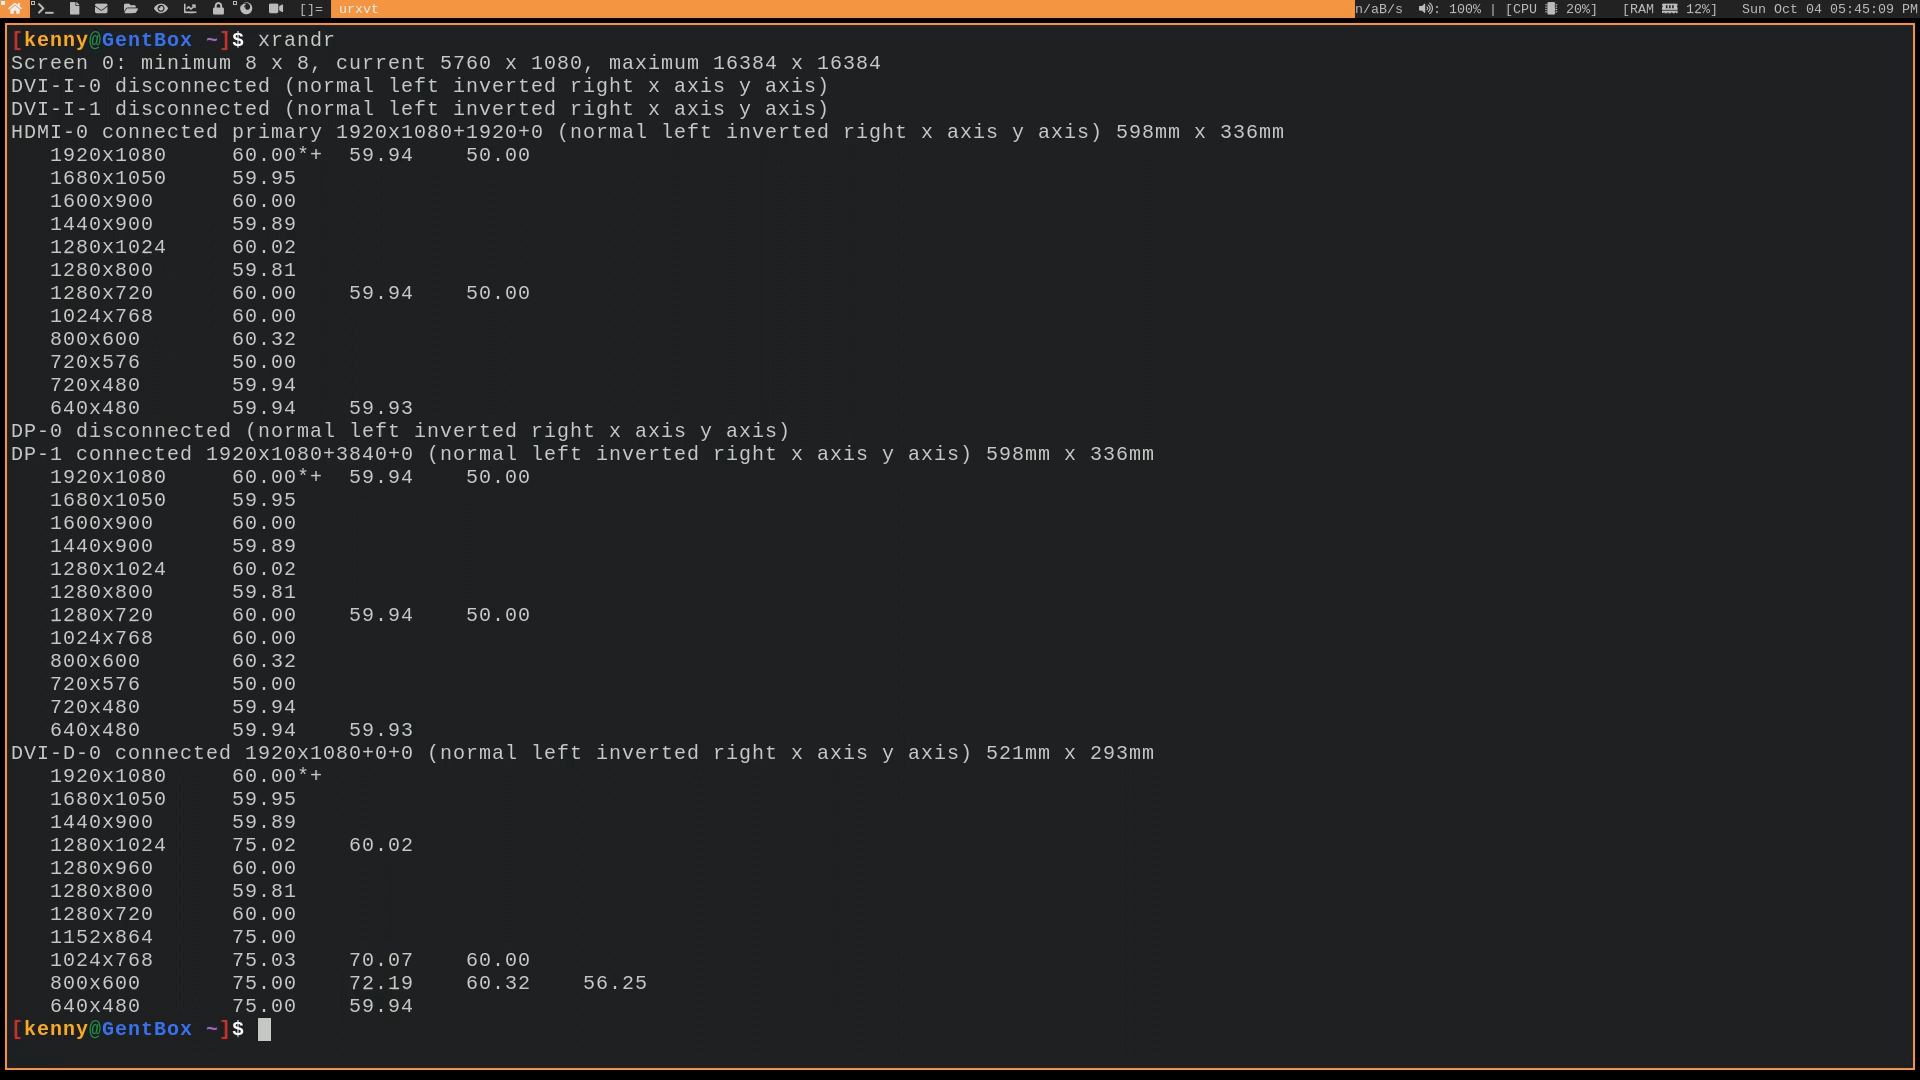 []= urxvt n/aB/s : 100% | [CPU 20%] [RAM 12%] Sun Oct 04 05:45:09 PM
[kenny@GentBox ~]$ xrandr
Screen 0: minimum 8 x 8, current 5760 x 1080, maximum 16384 x 16384
DVI-I-0 disconnected (normal left inverted right x axis y axis)
DVI-I-1 disconnected (normal left inverted right x axis y axis)
HDMI-0 connected primary 1920x1080+1920+0 (normal left inverted right x axis y axis) 598mm x 336mm
   1920x1080     60.00*+  59.94    50.00
   1680x1050     59.95
   1600x900      60.00
   1440x900      59.89
   1280x1024     60.02
   1280x800      59.81
   1280x720      60.00    59.94    50.00
   1024x768      60.00
   800x600       60.32
   720x576       50.00
   720x480       59.94
   640x480       59.94    59.93
DP-0 disconnected (normal left inverted right x axis y axis)
DP-1 connected 1920x1080+3840+0 (normal left inverted right x axis y axis) 598mm x 336mm
   1920x1080     60.00*+  59.94    50.00
   1680x1050     59.95
   1600x900      60.00
   1440x900      59.89
   1280x1024     60.02
   1280x800      59.81
   1280x720      60.00    59.94    50.00
   1024x768      60.00
   800x600       60.32
   720x576       50.00
   720x480       59.94
   640x480       59.94    59.93
DVI-D-0 connected 1920x1080+0+0 (normal left inverted right x axis y axis) 521mm x 293mm
   1920x1080     60.00*+
   1680x1050     59.95
   1440x900      59.89
   1280x1024     75.02    60.02
   1280x960      60.00
   1280x800      59.81
   1280x720      60.00
   1152x864      75.00
   1024x768      75.03    70.07    60.00
   800x600       75.00    72.19    60.32    56.25
   640x480       75.00    59.94
[kenny@GentBox ~]$